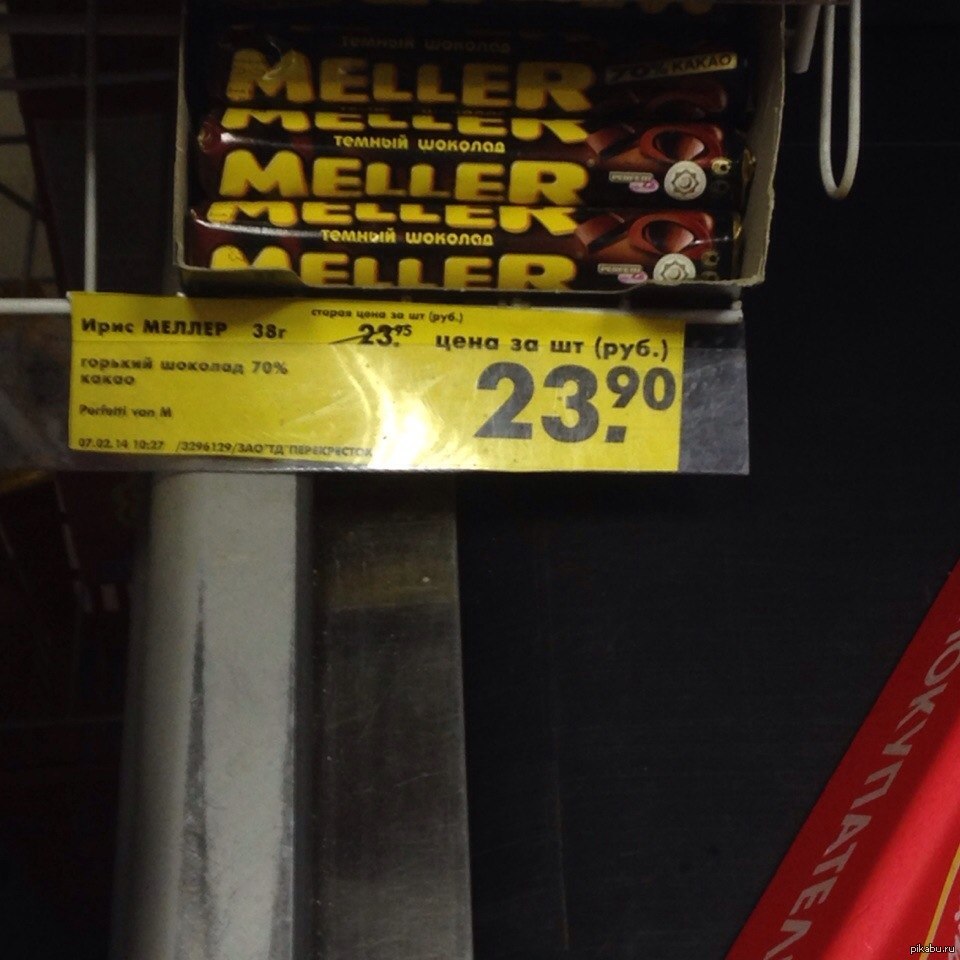 темный шоколад
MELLER
70% КАКАО
MELLER
темный шоколад
MELLER
PERFETTI
MELLER
темный шоколад
MELLER
PERFETTI
Ирис МЕЛЛЕР 38г
старая цена за шт (руб.)
23.95
цена за шт (руб.)
горький шоколад 70%
какао
23.90
Perfetti van M
07.02.14 10:27 /3296129/ЗАО"ТД"ПЕРЕКРЕСТОК
ПОКУПАТЕЛ
pikabu.ru